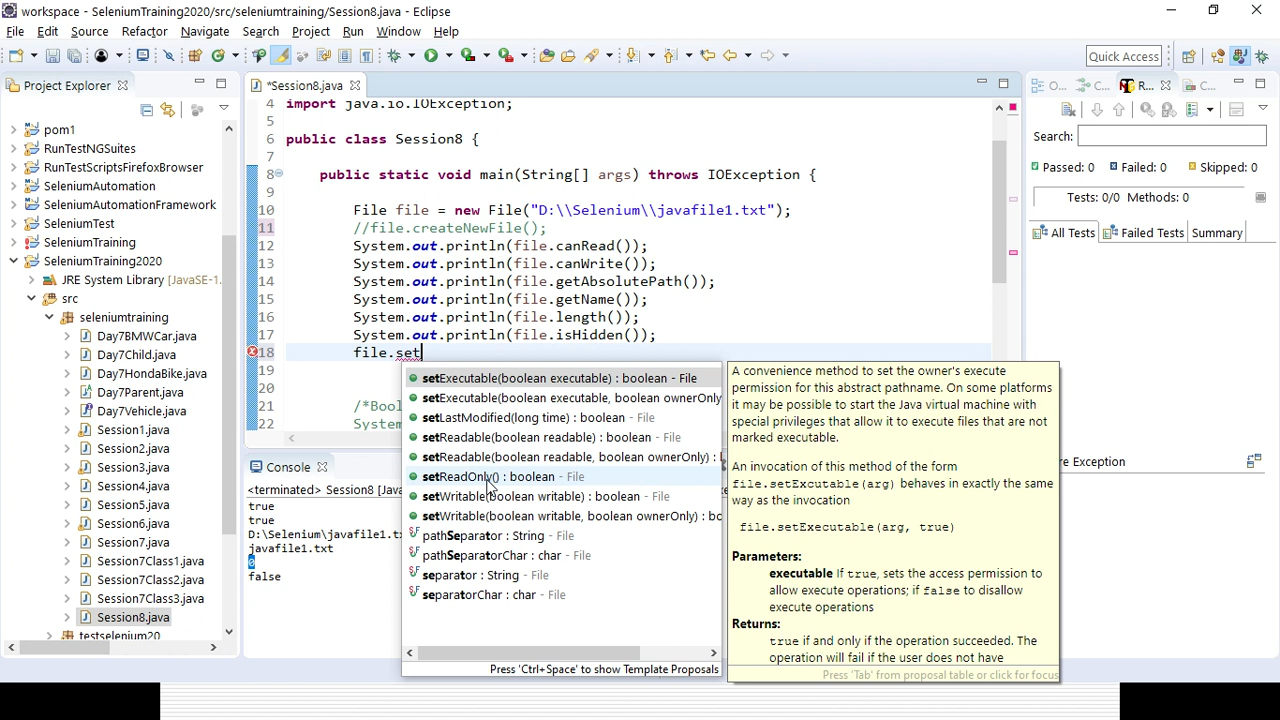 workspace - SeleniumTraining2020/src/seleniumtraining/Session8.java - Eclipse
File Edit Source Refactor Navigate Search Project Run Window Help
Quick Access
Project Explorer
pom1
RunTestNGSuites
RunTestScriptsFirefoxBrowser
SeleniumAutomation
SeleniumAutomationFramework
SeleniumTest
SeleniumTraining
SeleniumTraining2020
JRE System Library [JavaSE-1.
src
seleniumtraining
Day7BMWCar.java
Day7Child.java
Day7HondaBike.java
Day7Parent.java
Day7Vehicle.java
Session1.java
Session2.java
Session3.java
Session4.java
Session5.java
Session6.java
Session7.java
Session7Class1.java
Session7Class2.java
Session7Class3.java
Session8.java
testselenium20
*Session8.java
4 import java.io.IOException;
5
6 public class Session8 {
7
8 public static void main(String[] args) throws IOException {
9
10 File file = new File("D:\\Selenium\\javafile1.txt");
11 //file.createNewFile();
12 System.out.println(file.canRead());
13 System.out.println(file.canWrite());
14 System.out.println(file.getAbsolutePath());
15 System.out.println(file.getName());
16 System.out.println(file.length());
17 System.out.println(file.isHidden());
18 file.set
19
20
21 /*Boo
22 System
setExecutable(boolean executable) : boolean - File
setExecutable(boolean executable, boolean ownerOnly
setLastModified(long time) : boolean - File
setReadable(boolean readable) : boolean - File
setReadable(boolean readable, boolean ownerOnly) : b
setReadOnly() : boolean - File
setWritable(boolean writable) : boolean - File
setWritable(boolean writable, boolean ownerOnly) : bo
pathSeparator : String - File
pathSeparatorChar : char - File
separator : String - File
separatorChar : char - File
Press 'Ctrl+Space' to show Template Proposals
A convenience method to set the owner's execute
permission for this abstract pathname. On some platforms
it may be possible to start the Java virtual machine with
special privileges that allow it to execute files that are not
marked executable.
An invocation of this method of the form
file.setExcutable(arg) behaves in exactly the same
way as the invocation
file.setExecutable(arg, true)
Parameters:
executable If true, sets the access permission to
allow execute operations; if false to disallow
execute operations
Returns:
true if and only if the operation succeeded. The
operation will fail if the user does not have
Press 'Tab' from proposal table or click for focus
Console
<terminated> Session8 [Java
true
true
D:\Selenium\javafile1.tx
javafile1.txt
0
false
O...
C...
R...
C...
Search:
Passed: 0 Failed: 0 Skipped: 0
Tests: 0/0 Methods: 0
All Tests Failed Tests Summary
re Exception